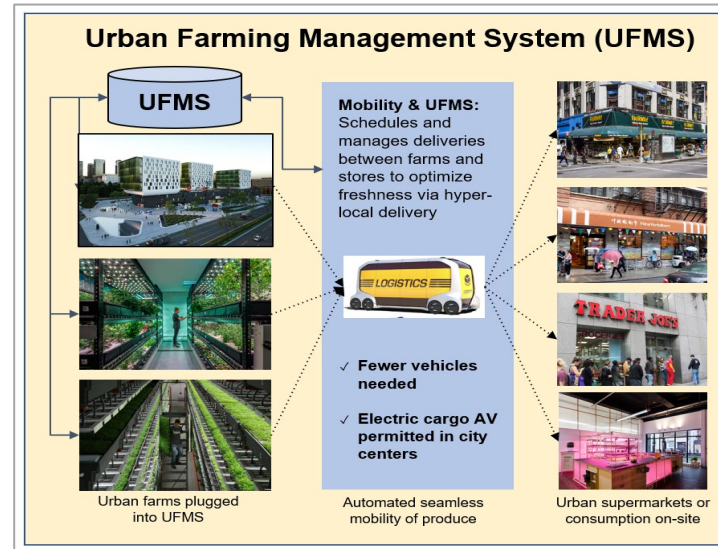 Urban Farming Management System (UFMS)
UFMS
Mobility & UFMS:
Schedules and
manages deliveries
between farms and
stores to optimize
freshness via hyper-
local delivery
LOGISTICS
TRADER JOE'S
✓ Fewer vehicles
needed
✓ Electric cargo AV
permitted in city
centers
Urban farms plugged
into UFMS
Automated seamless
mobility of produce
Urban supermarkets or
consumption on-site